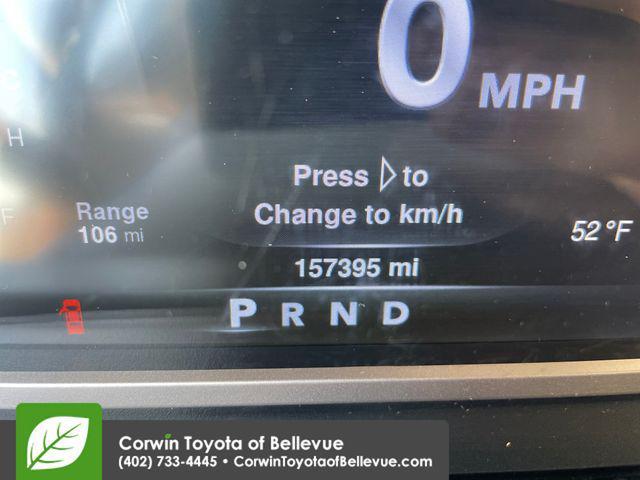 0 MPH
H
Press ▷ to
Change to km/h
F
Range
106 mi
52°F
157395 mi
P R N D
Corwin Toyota of Bellevue
(402) 733-4445 • CorwinToyotaofBellevue.com